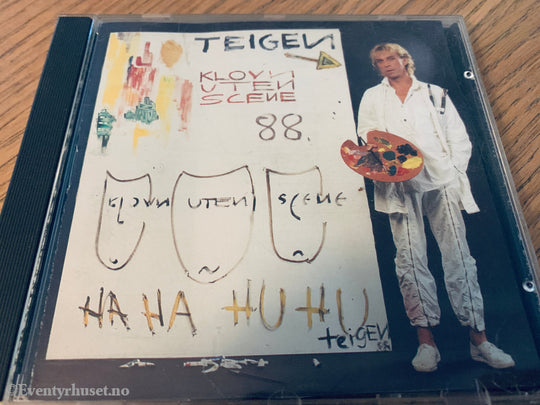 TEIGEN
KLOVN
UTEN
SCENE
88.
KLOVN UTEN SCENE
HA HA HU HU
teigEN
88
©Eventyrhuset.no